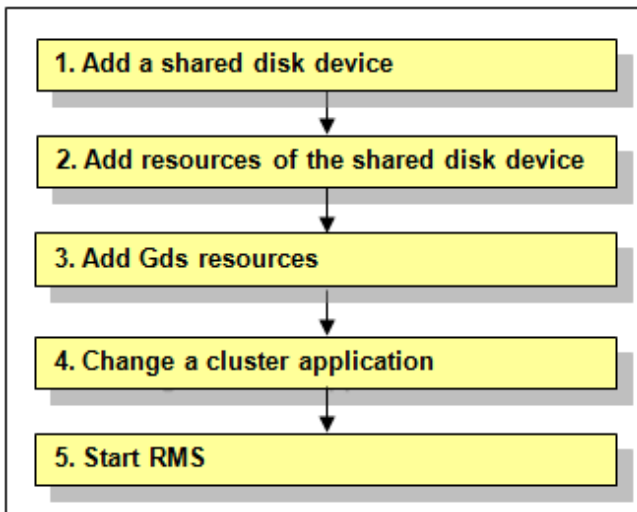 1. Add a shared disk device
2. Add resources of the shared disk device
3. Add Gds resources
4. Change a cluster application
5. Start RMS